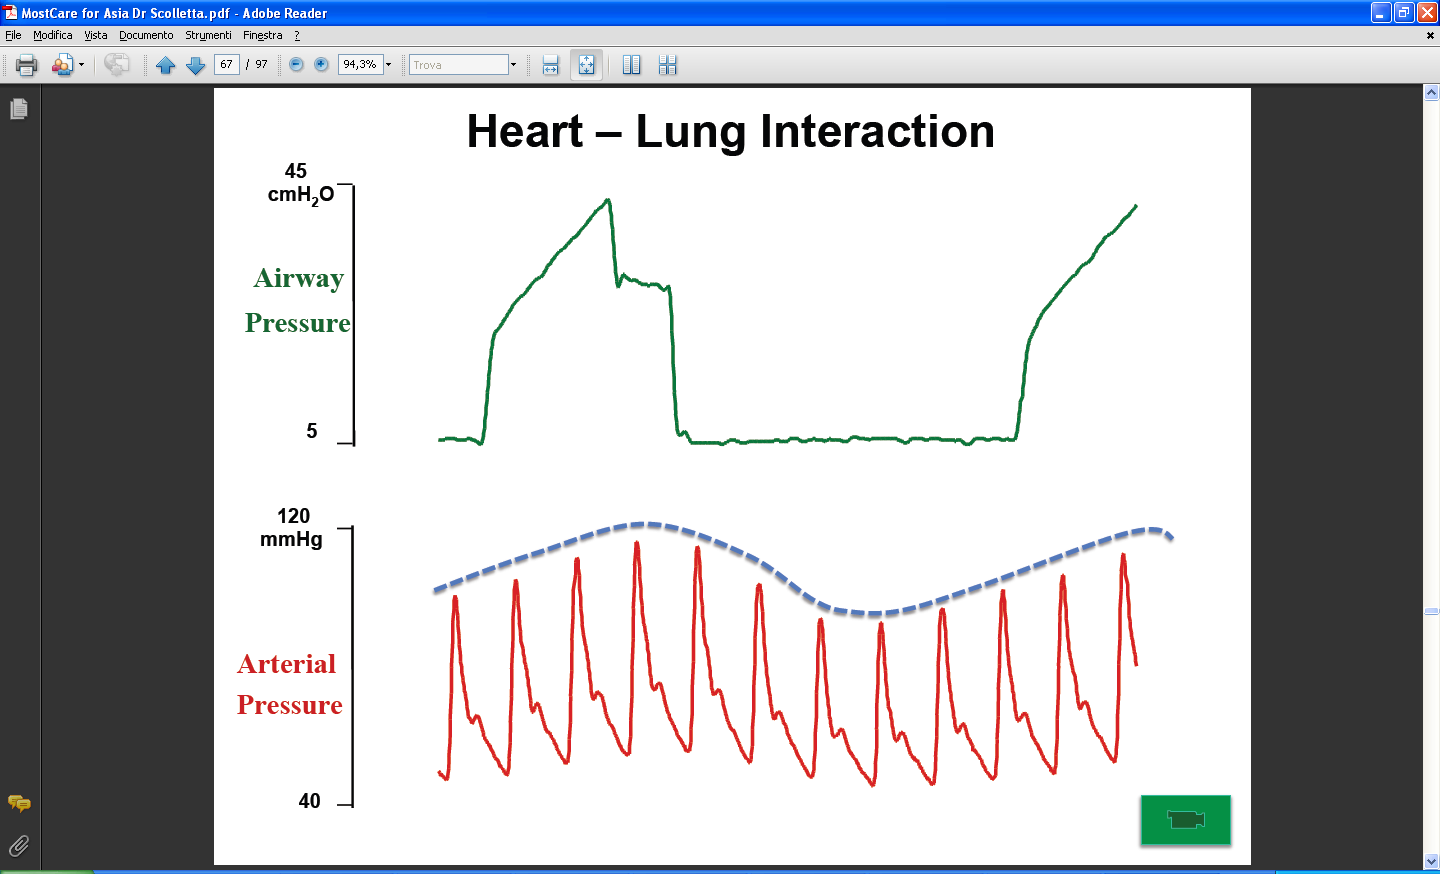 MostCare for Asia Dr Scolletta.pdf - Adobe Reader
File Modifica Vista Documento Strumenti Finestra ?
67 / 97 94,3% Trova
Heart – Lung Interaction
45
cmH₂O
Airway
Pressure
5
120
mmHg
Arterial
Pressure
40